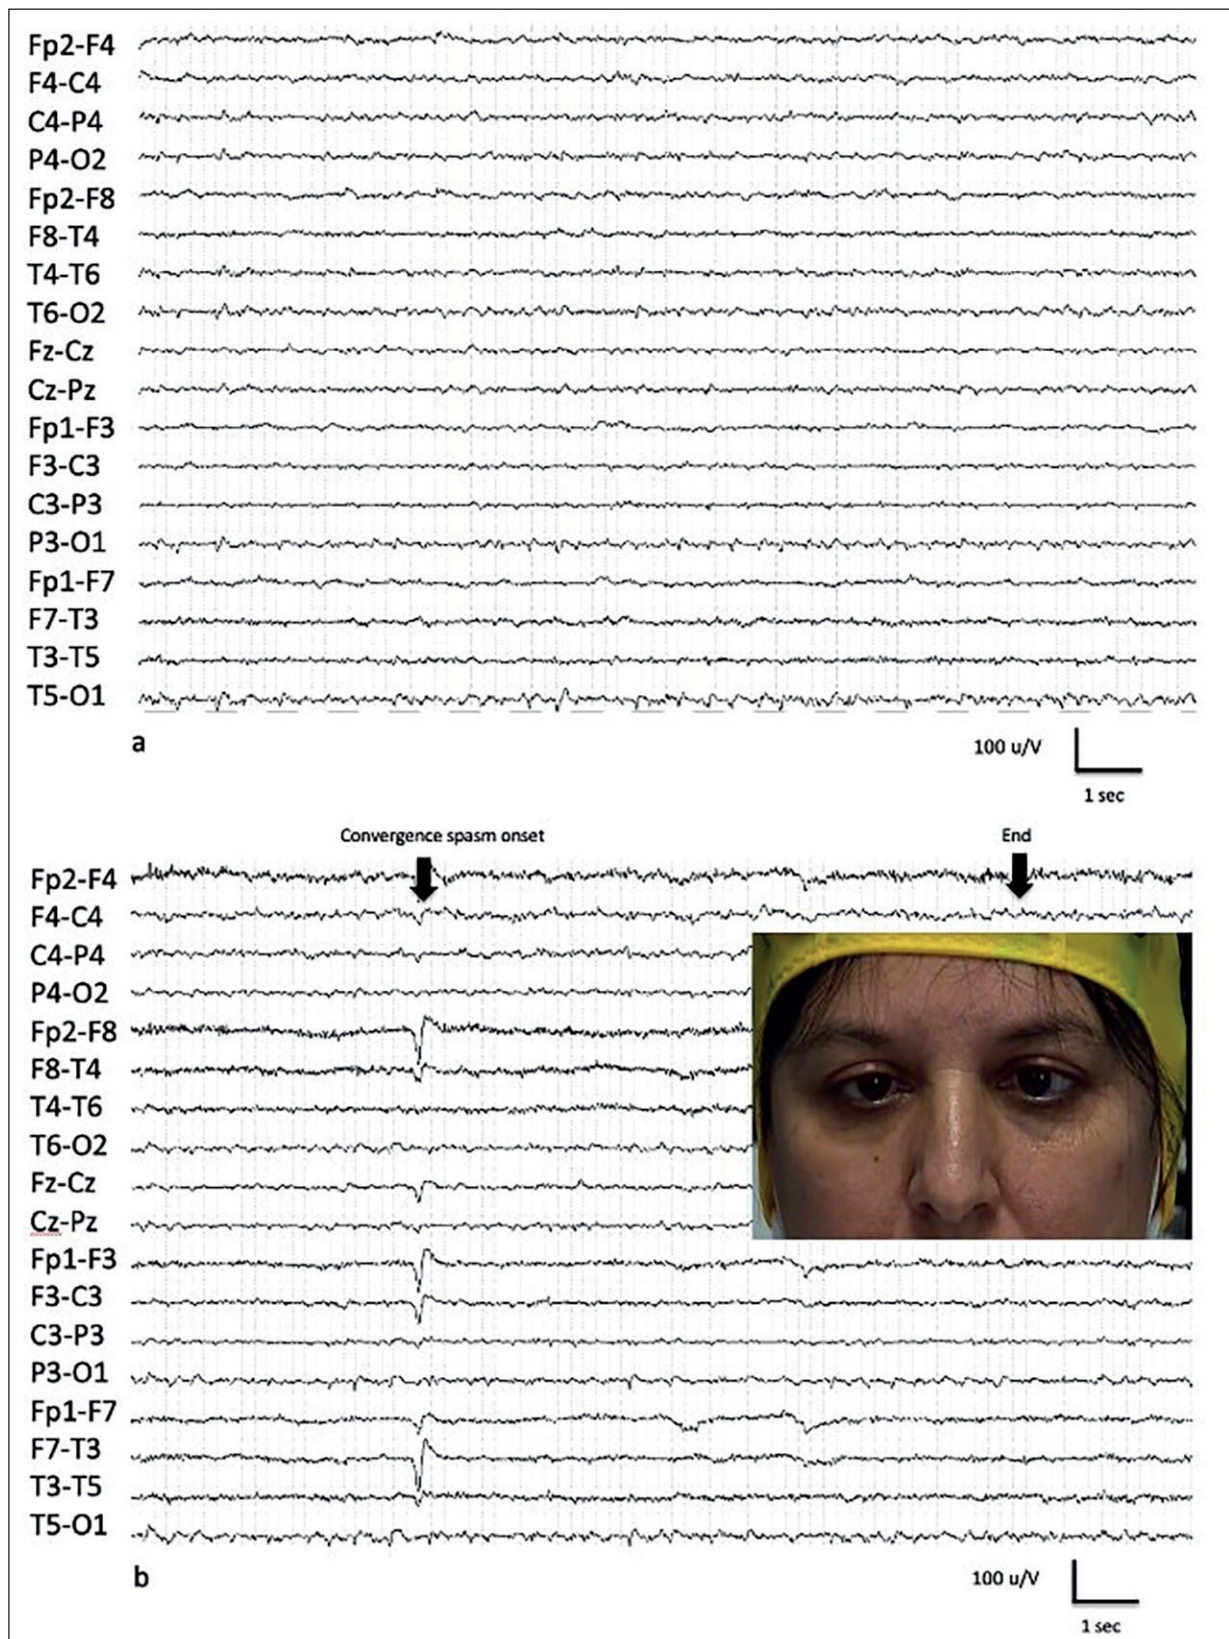 Fp2-F4
F4-C4
C4-P4
P4-O2
Fp2-F8
F8-T4
T4-T6
T6-O2
Fz-Cz
Cz-Pz
Fp1-F3
F3-C3
C3-P3
P3-O1
Fp1-F7
F7-T3
T3-T5
T5-O1
a
100 u/V
1 sec
Convergence spasm onset
End
Fp2-F4
F4-C4
C4-P4
P4-O2
Fp2-F8
F8-T4
T4-T6
T6-O2
Fz-Cz
Cz-Pz
Fp1-F3
F3-C3
C3-P3
P3-O1
Fp1-F7
F7-T3
T3-T5
T5-O1
b
100 u/V
1 sec